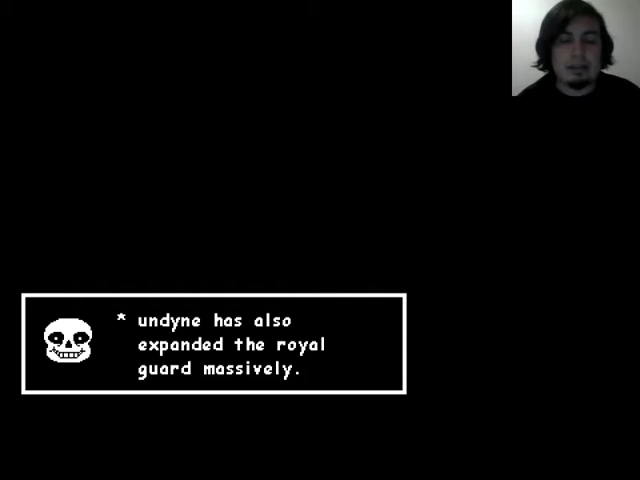 * undyne has also
expanded the royal
guard massively.